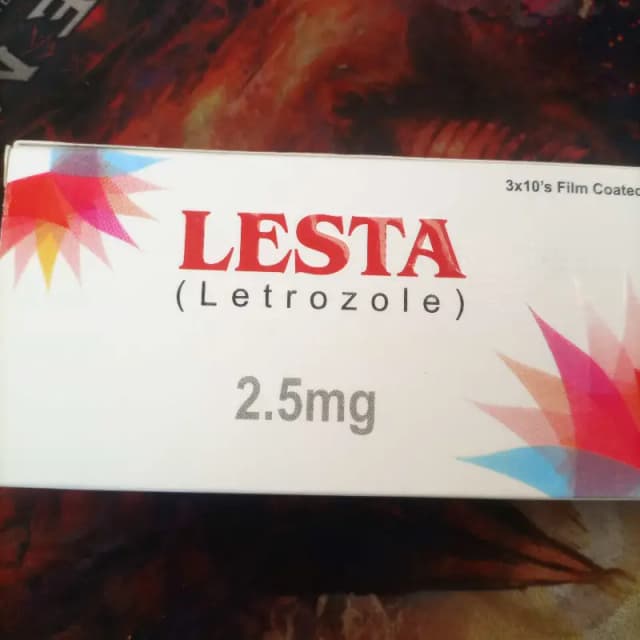 3x10's Film Coated
LESTA
(Letrozole)
2.5mg